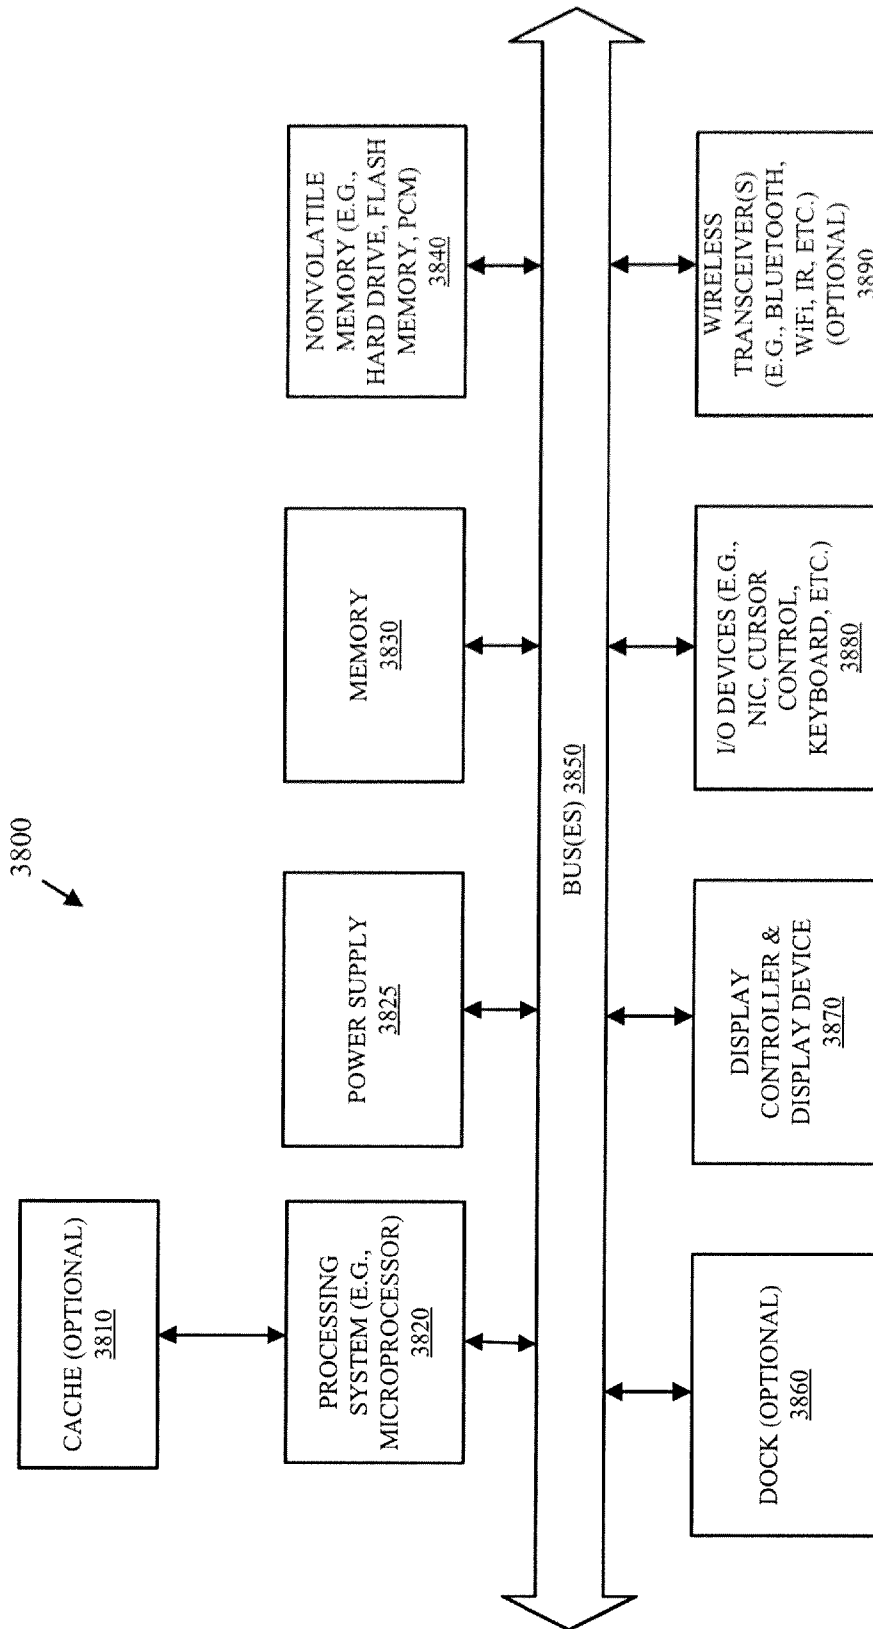 3800
CACHE (OPTIONAL)
3810
PROCESSING
SYSTEM (E.G.,
MICROPROCESSOR)
3820
POWER SUPPLY
3825
MEMORY
3830
NONVOLATILE
MEMORY (E.G.,
HARD DRIVE, FLASH
MEMORY, PCM)
3840
BUS(ES) 3850
DOCK (OPTIONAL)
3860
DISPLAY
CONTROLLER &
DISPLAY DEVICE
3870
I/O DEVICES (E.G.,
NIC, CURSOR
CONTROL,
KEYBOARD, ETC.)
3880
WIRELESS
TRANSCEIVER(S)
(E.G., BLUETOOTH,
WiFi, IR, ETC.)
(OPTIONAL)
3890